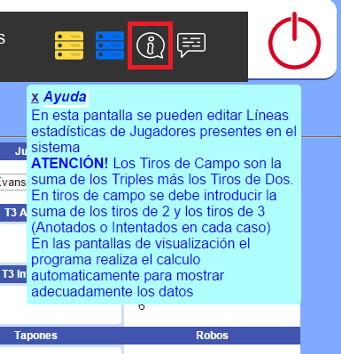 S
x Ayuda
En esta pantalla se pueden editar Líneas
estadísticas de Jugadores presentes en el
sistema
ATENCIÓN! Los Tiros de Campo son la
suma de los Triples más los Tiros de Dos.
En tiros de campo se debe introducir la
suma de los tiros de 2 y los tiros de 3
(Anotados o Intentados en cada caso)
En las pantallas de visualización el
programa realiza el calculo
automaticamente para mostrar
adecuadamente los datos
Ju
Evans
T3 A
T3 In
6
Tapones
Robos